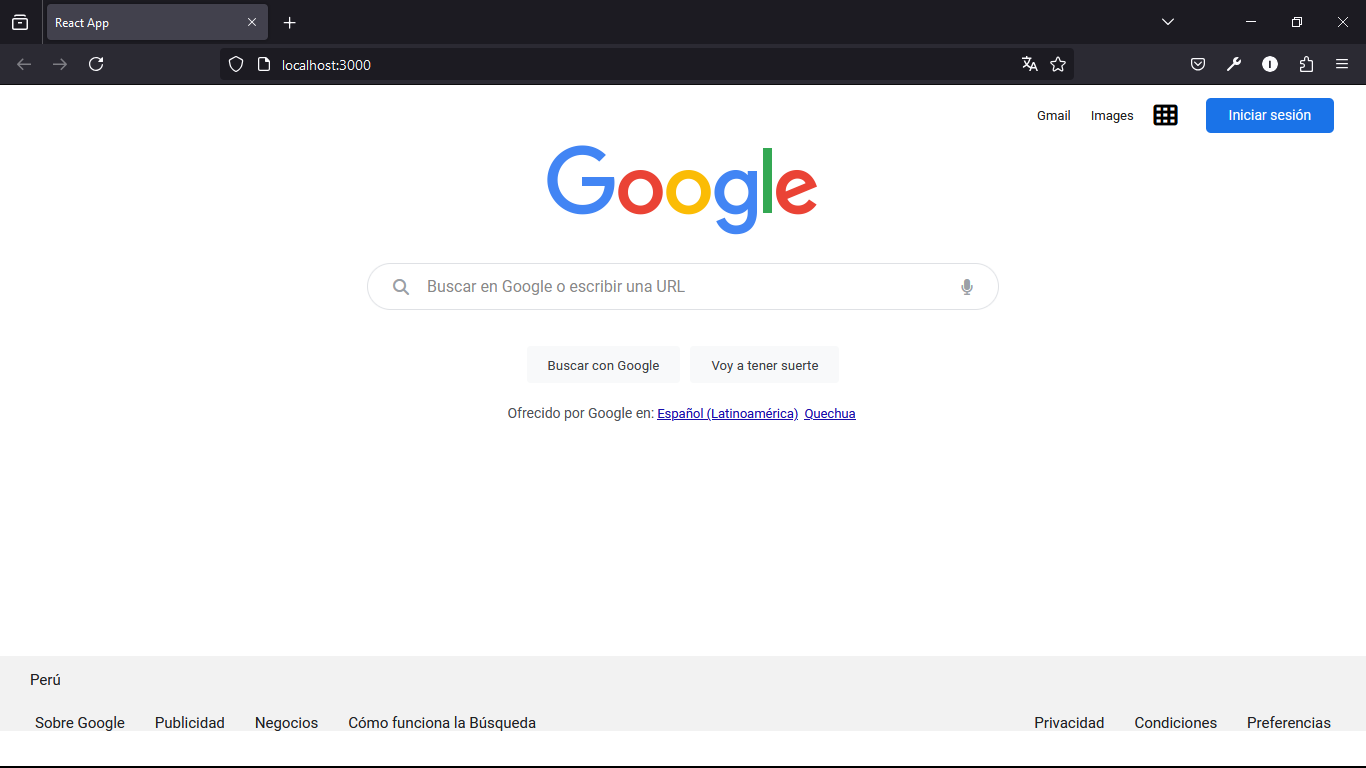 React App
localhost:3000
Gmail Images Iniciar sesión
Google
Buscar en Google o escribir una URL
Buscar con Google Voy a tener suerte
Ofrecido por Google en: Español (Latinoamérica) Quechua
Perú
Sobre Google Publicidad Negocios Cómo funciona la Búsqueda Privacidad Condiciones Preferencias